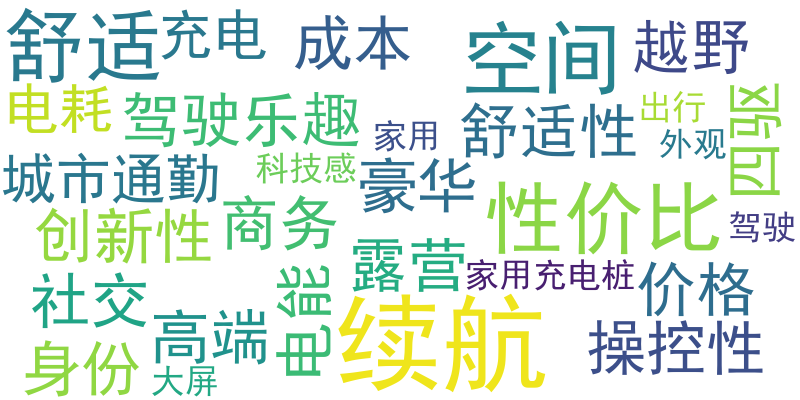 舒适
充电
成本
空间
越野
电耗
驾驶乐趣
家用
舒适性
出行
外观
四驱
城市通勤
科技感
豪华
创新性
商务
性价比
驾驶
露营
家用充电桩
价格
社交
电能
续航
高端
操控性
身份
大屏